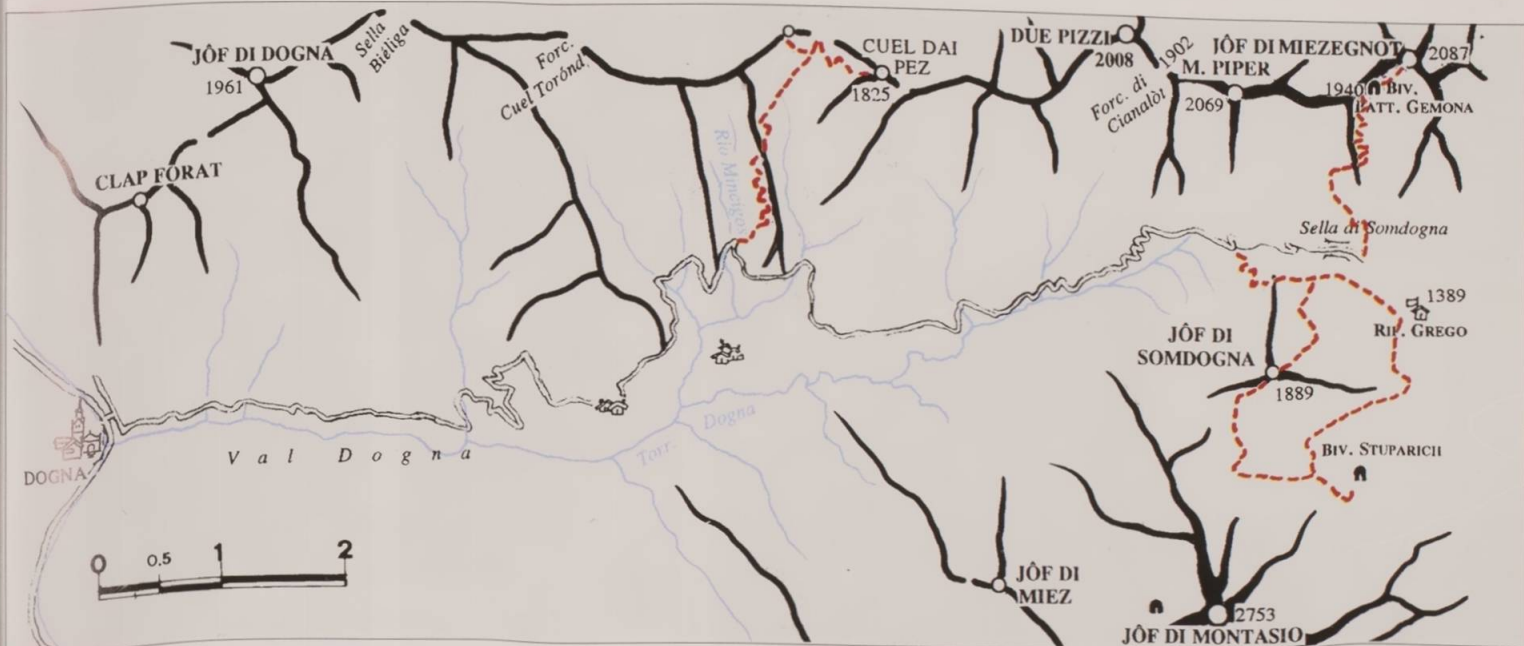 JÔF DI DOGNA
1961
Sella
Bièliga
Forc.
Cuel Torónd
CUEL DAI
PEZ
1825
DÙE PIZZI
2008
1902
Forc. di
Cianalòt
M. PIPER
2069
JÔF DI MIEZEGNOT
2087
1940
BIV.
BATT. GEMONA
CLAP FORAT
Rio Mincigos
Sella di Somdogna
1389
RIF. GREGO
JÔF DI
SOMDOGNA
1889
BIV. STUPARICH
DOGNA
Val Dogna
Torr. Dogna
0 0.5 1 2
JÔF DI
MIEZ
2753
JÔF DI MONTASIO